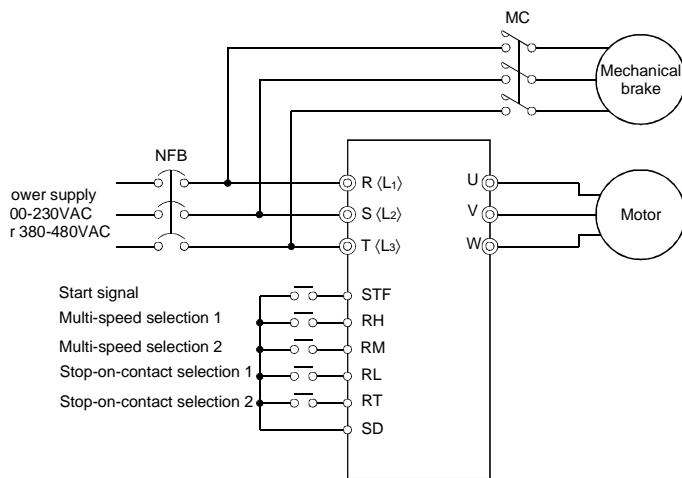 MC
Mechanical
brake
NFB
ower supply
00-230VAC
r 380-480VAC
R ⟨L1⟩
S ⟨L2⟩
T ⟨L3⟩
U
V
W
Motor
Start signal
STF
Multi-speed selection 1
RH
Multi-speed selection 2
RM
Stop-on-contact selection 1
RL
Stop-on-contact selection 2
RT
SD